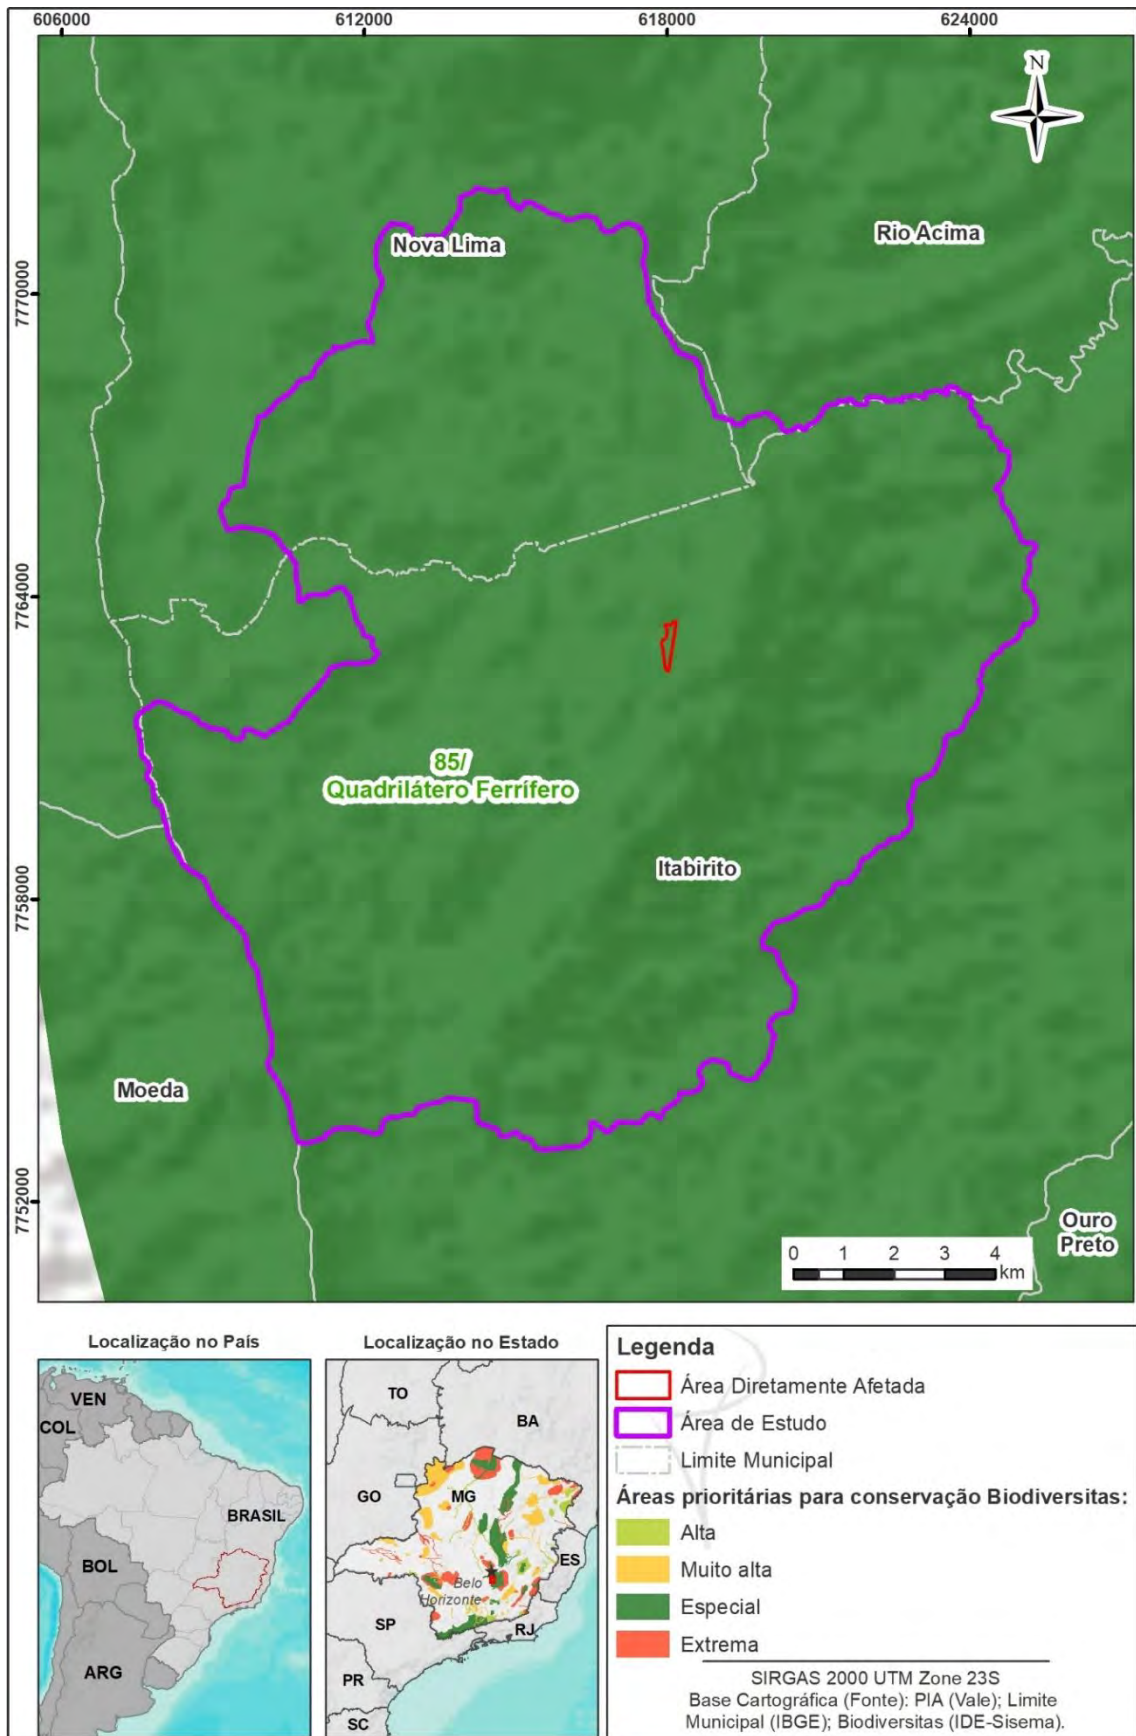 606000
612000
618000
624000
N
Nova Lima
Rio Acima
7770000
7764000
85/
Quadrilátero Ferrífero
Itabirito
7758000
Moeda
7752000
Ouro
Preto
0 1 2 3 4
km
Localização no País
VEN
COL
BRASIL
BOL
ARG
Localização no Estado
TO
BA
GO
MG
ES
Belo
Horizonte
SP
RJ
PR
SC
Legenda
Área Diretamente Afetada
Área de Estudo
Limite Municipal
Áreas prioritárias para conservação Biodiversitas:
Alta
Muito alta
Especial
Extrema
SIRGAS 2000 UTM Zone 23S
Base Cartográfica (Fonte): PIA (Vale); Limite
Municipal (IBGE); Biodiversitas (IDE-Sisema).